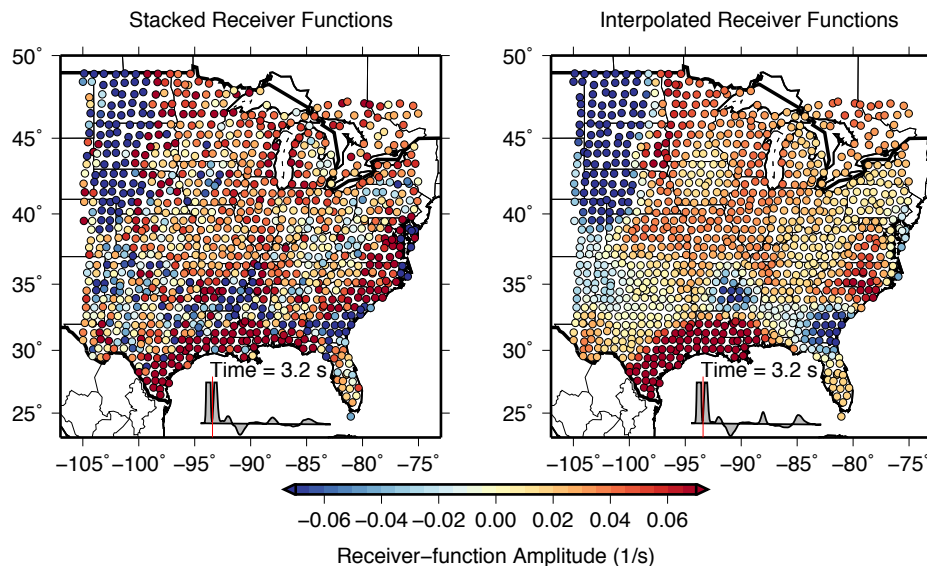 Stacked Receiver Functions
Interpolated Receiver Functions
50°
45°
40°
35°
30°
25°
50°
45°
40°
35°
30°
25°
Time = 3.2 s
Time = 3.2 s
−105° −100° −95° −90° −85° −80° −75°
−105° −100° −95° −90° −85° −80° −75°
−0.06 −0.04 −0.02 0.00 0.02 0.04 0.06
Receiver−function Amplitude (1/s)